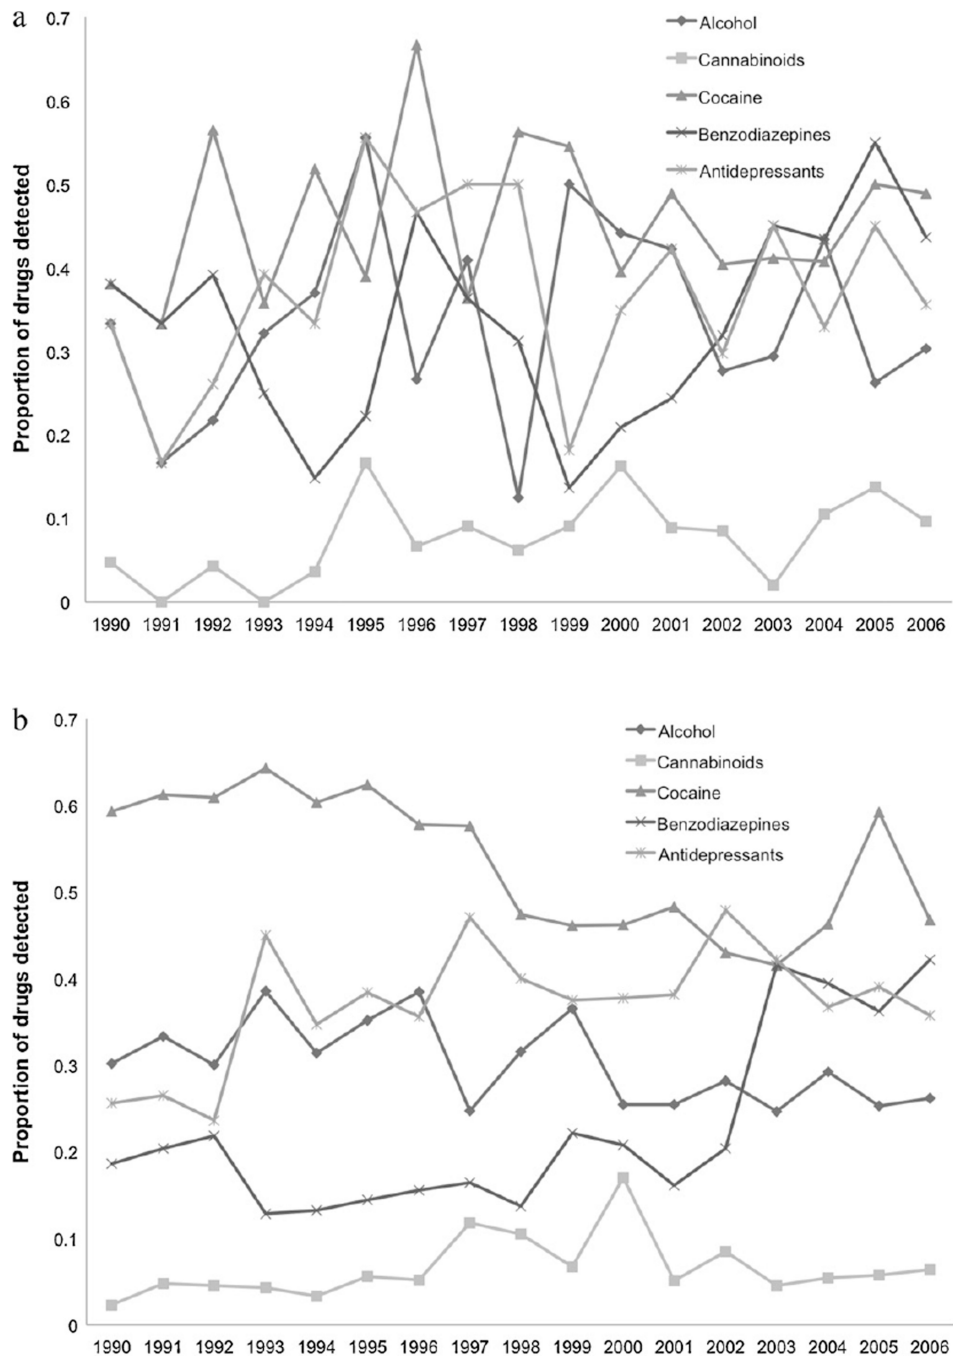 a
0.7
Alcohol
Cannabinoids
0.6
Cocaine
Benzodiazepines
0.5
Antidepressants
0.4
Proportion of drugs detected
0.3
0.2
0.1
0
1990 1991 1992 1993 1994 1995 1996 1997 1998 1999 2000 2001 2002 2003 2004 2005 2006
b
0.7
Alcohol
Cannabinoids
0.6
Cocaine
Benzodiazepines
Antidepressants
0.5
0.4
Proportion of drugs detected
0.3
0.2
0.1
0
1990 1991 1992 1993 1994 1995 1996 1997 1998 1999 2000 2001 2002 2003 2004 2005 2006